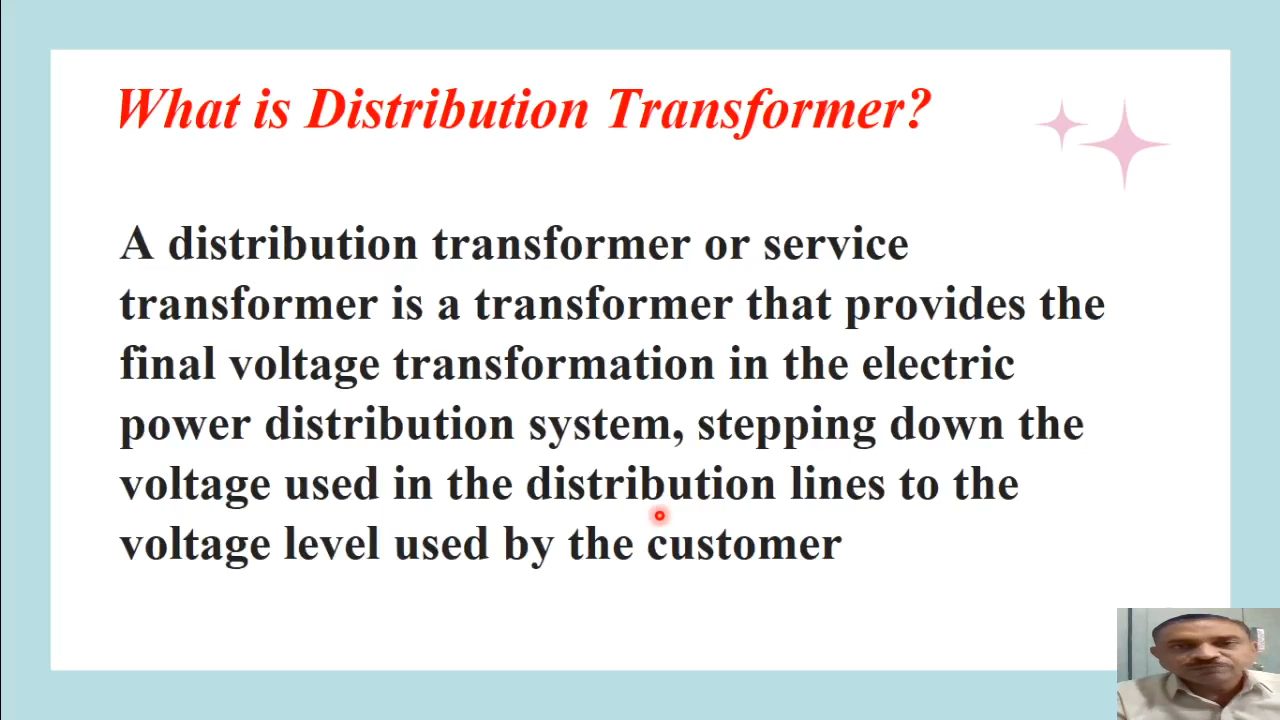 What is Distribution Transformer?
A distribution transformer or service
transformer is a transformer that provides the
final voltage transformation in the electric
power distribution system, stepping down the
voltage used in the distribution lines to the
voltage level used by the customer